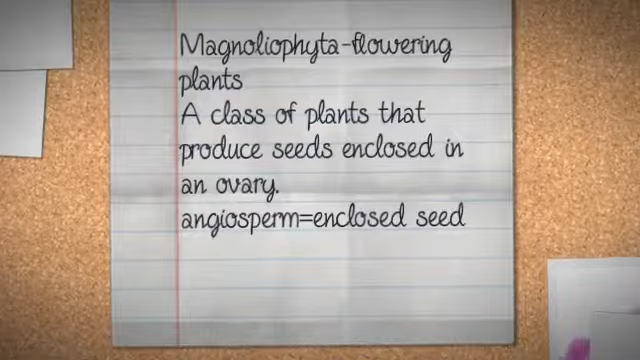 Magnoliophyta-flowering
plants
A class of plants that
produce seeds enclosed in
an ovary.
angiosperm=enclosed seed